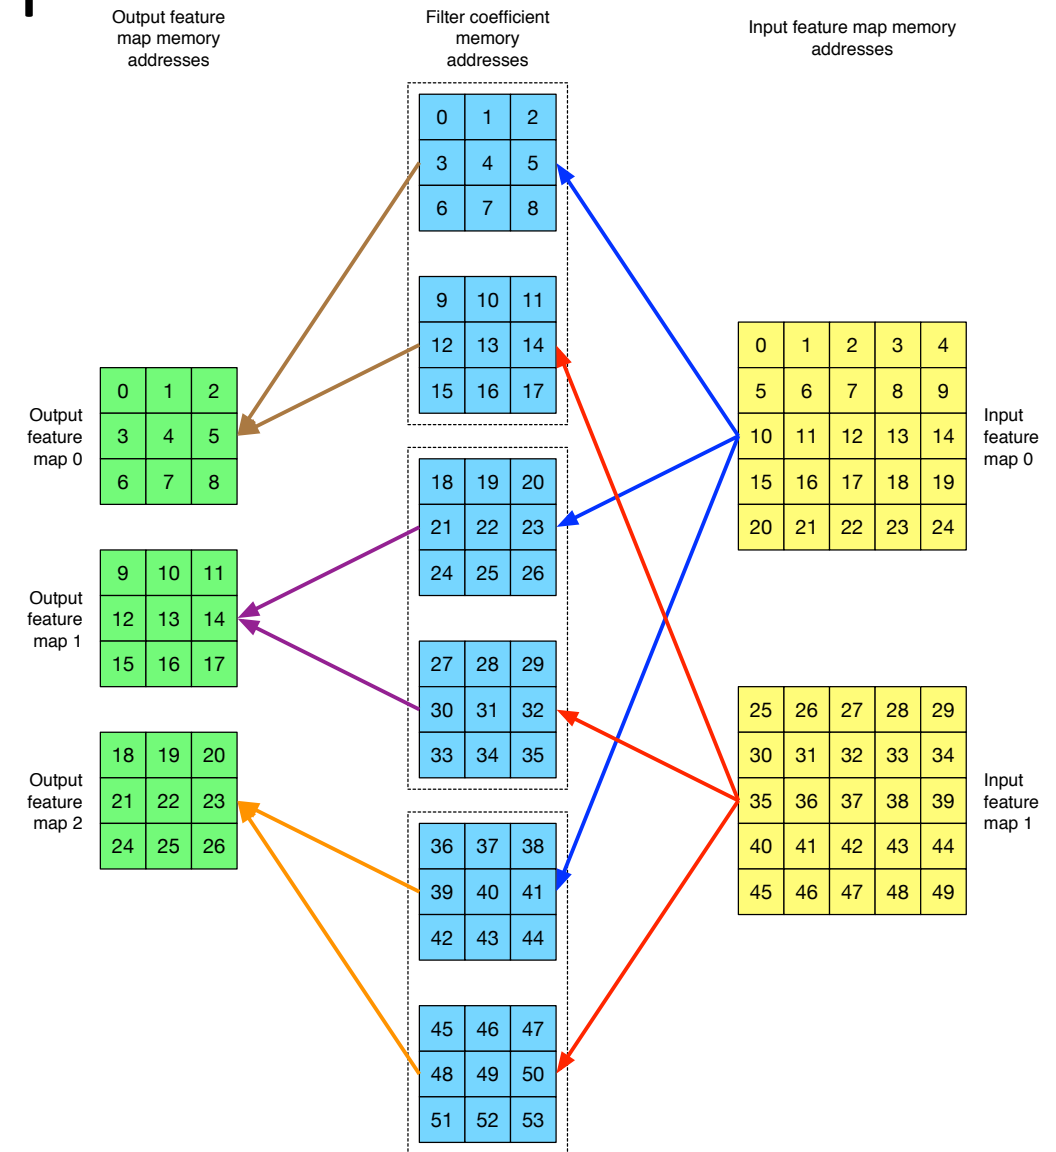 Output feature
map memory
addresses
Filter coefficient
memory
addresses
Input feature map memory
addresses
0 1 2
3 4 5
6 7 8
9 10 11
12 13 14
15 16 17
18 19 20
21 22 23
24 25 26
27 28 29
30 31 32
33 34 35
36 37 38
39 40 41
42 43 44
45 46 47
48 49 50
51 52 53
Output
feature
map 0
0 1 2
3 4 5
6 7 8
Output
feature
map 1
9 10 11
12 13 14
15 16 17
Output
feature
map 2
18 19 20
21 22 23
24 25 26
0 1 2 3 4
5 6 7 8 9
10 11 12 13 14
15 16 17 18 19
20 21 22 23 24
Input
feature
map 0
25 26 27 28 29
30 31 32 33 34
35 36 37 38 39
40 41 42 43 44
45 46 47 48 49
Input
feature
map 1